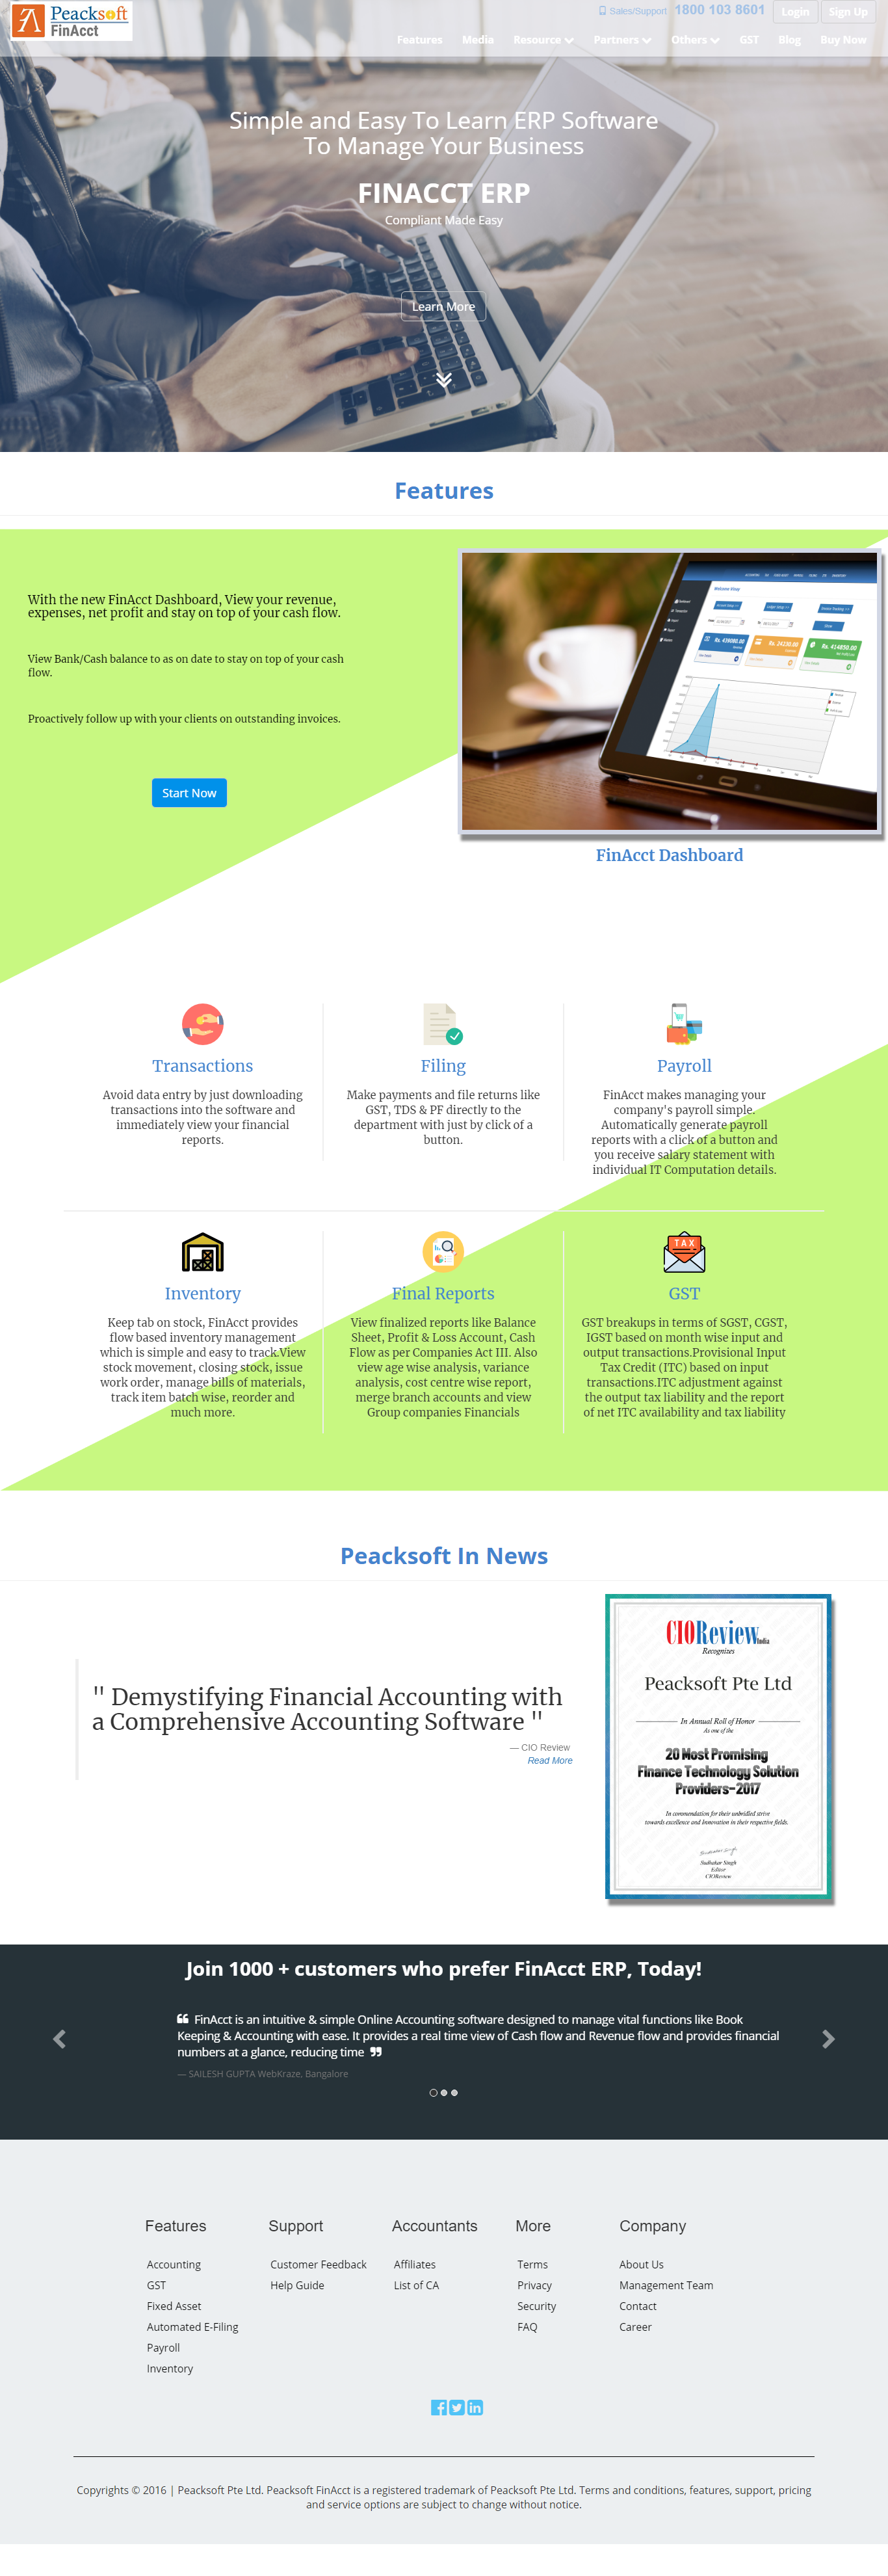 Peacksoft
FinAcct
Sales/Support 1800 103 8601 Login Sign Up
Features Media Resource Partners Others GST Blog Buy Now
Simple and Easy To Learn ERP Software
To Manage Your Business
FINACCT ERP
Compliant Made Easy
Learn More
Features
With the new FinAcct Dashboard, View your revenue,
expenses, net profit and stay on top of your cash flow.
View Bank/Cash balance to as on date to stay on top of your cash
flow.
Proactively follow up with your clients on outstanding invoices.
Start Now
FinAcct Dashboard
Transactions
Avoid data entry by just downloading
transactions into the software and
immediately view your financial
reports.
Filing
Make payments and file returns like
GST, TDS & PF directly to the
department with just by click of a
button.
Payroll
FinAcct makes managing your
company's payroll simple.
Automatically generate payroll
reports with a click of a button and
you receive salary statement with
individual IT Computation details.
Inventory
Keep tab on stock, FinAcct provides
flow based inventory management
which is simple and easy to track.View
stock movement, closing stock, issue
work order, manage bills of materials,
track item batch wise, reorder and
much more.
Final Reports
View finalized reports like Balance
Sheet, Profit & Loss Account, Cash
Flow as per Companies Act III. Also
view age wise analysis, variance
analysis, cost centre wise report,
merge branch accounts and view
Group companies Financials
TAX
GST
GST breakups in terms of SGST, CGST,
IGST based on month wise input and
output transactions.Provisional Input
Tax Credit (ITC) based on input
transactions.ITC adjustment against
the output tax liability and the report
of net ITC availability and tax liability
Peacksoft In News
" Demystifying Financial Accounting with
a Comprehensive Accounting Software "
— CIO Review
Read More
CIOReview India
Recognizes
Peacksoft Pte Ltd
In Annual Roll of Honor
As one of the
20 Most Promising
Finance Technology Solution
Providers-2017
In commendation for their unbridled strive
towards excellence and Innovation in their respective fields.
Sudhakar Singh
Editor
CIOReview
Join 1000 + customers who prefer FinAcct ERP, Today!
❝ FinAcct is an intuitive & simple Online Accounting software designed to manage vital functions like Book
Keeping & Accounting with ease. It provides a real time view of Cash flow and Revenue flow and provides financial
numbers at a glance, reducing time ❞
— SAILESH GUPTA WebKraze, Bangalore
Features
Accounting
GST
Fixed Asset
Automated E-Filing
Payroll
Inventory
Support
Customer Feedback
Help Guide
Accountants
Affiliates
List of CA
More
Terms
Privacy
Security
FAQ
Company
About Us
Management Team
Contact
Career
Copyrights © 2016 | Peacksoft Pte Ltd. Peacksoft FinAcct is a registered trademark of Peacksoft Pte Ltd. Terms and conditions, features, support, pricing
and service options are subject to change without notice.